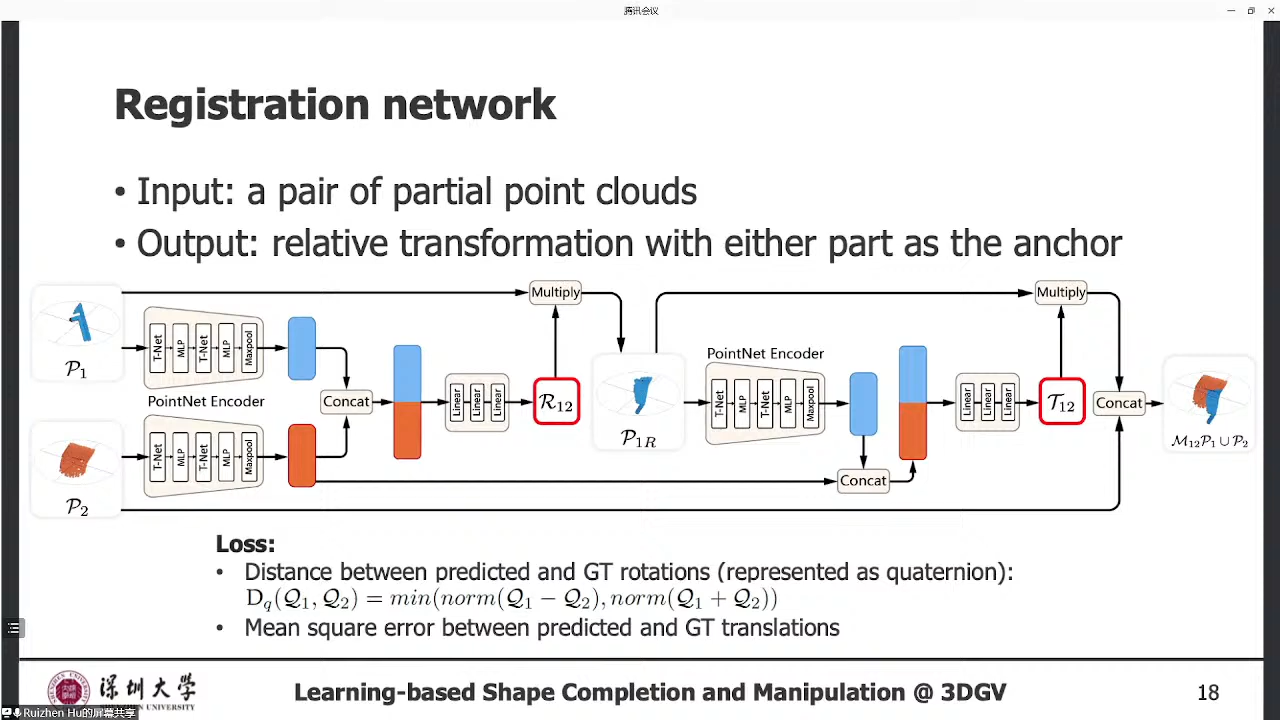 腾讯会议
Registration network
• Input: a pair of partial point clouds
• Output: relative transformation with either part as the anchor
Multiply
Multiply
T-Net
MLP
T-Net
MLP
Maxpool
P₁
PointNet Encoder
Concat
Linear
Linear
Linear
R₁₂
P₁R
PointNet Encoder
T-Net
MLP
T-Net
MLP
Maxpool
Linear
Linear
Linear
T₁₂
Concat
M₁₂P₁ ∪ P₂
T-Net
MLP
T-Net
MLP
Maxpool
P₂
Concat
Loss:
• Distance between predicted and GT rotations (represented as quaternion):
D_q(Q₁, Q₂) = min(norm(Q₁ − Q₂), norm(Q₁ + Q₂))
• Mean square error between predicted and GT translations
深圳大学
SHENZHEN UNIVERSITY
Learning-based Shape Completion and Manipulation @ 3DGV
18
Ruizhen Hu的屏幕共享